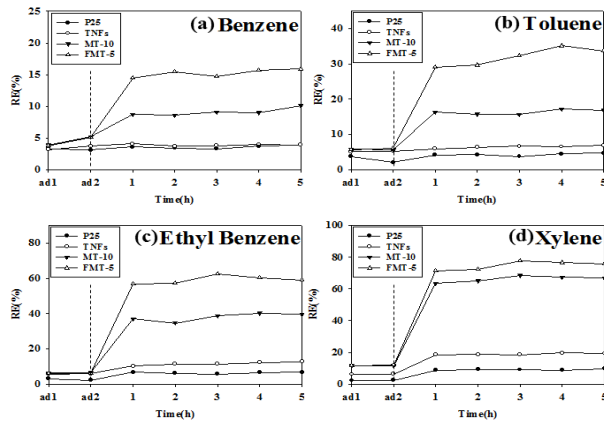 (a) Benzene
P25
TNFs
MT-10
FMT-5
RE(%)
25
20
15
10
5
0
ad1 ad2 1 2 3 4 5
Time(h)
(b) Toluene
P25
TNFs
MT-10
FMT-5
RE(%)
40
30
20
10
0
ad1 ad2 1 2 3 4 5
Time(h)
(c) Ethyl Benzene
P25
TNFs
MT-10
FMT-5
RE(%)
80
60
40
20
0
ad1 ad2 1 2 3 4 5
Time(h)
(d) Xylene
P25
TNFs
MT-10
FMT-5
RE(%)
100
80
60
40
20
0
ad1 ad2 1 2 3 4 5
Time(h)